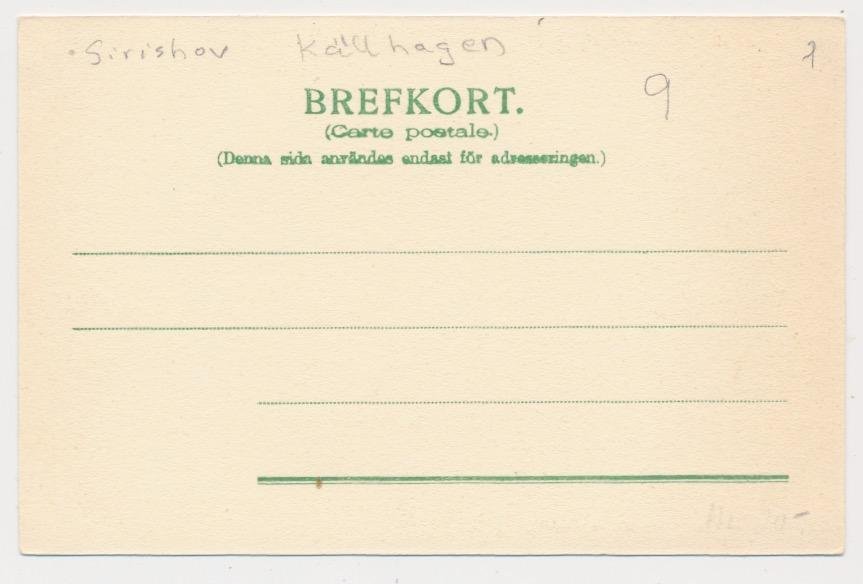 Sirishov Källhagen 1
9
BREFKORT.
(Carte postale.)
(Denna sida användes endast för adresseringen.)